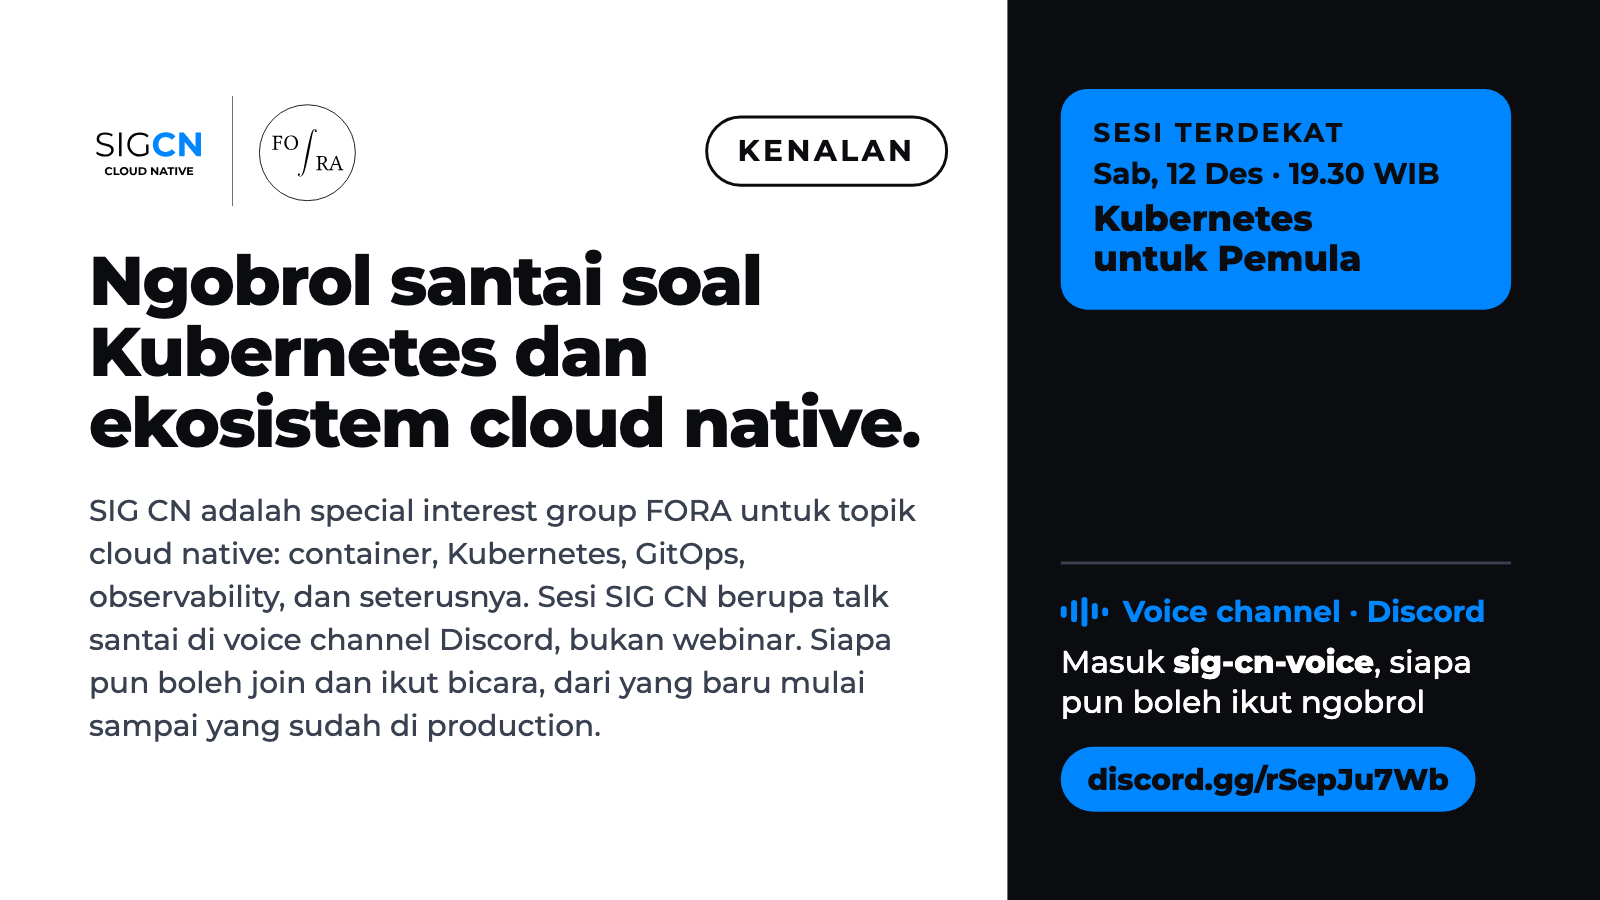 SIGCN
CLOUD NATIVE
FO RA
KENALAN
Ngobrol santai soal
Kubernetes dan
ekosistem cloud native.
SIG CN adalah special interest group FORA untuk topik
cloud native: container, Kubernetes, GitOps,
observability, dan seterusnya. Sesi SIG CN berupa talk
santai di voice channel Discord, bukan webinar. Siapa
pun boleh join dan ikut bicara, dari yang baru mulai
sampai yang sudah di production.
SESI TERDEKAT
Sab, 12 Des · 19.30 WIB
Kubernetes
untuk Pemula
Voice channel · Discord
Masuk sig-cn-voice, siapa
pun boleh ikut ngobrol
discord.gg/rSepJu7Wb